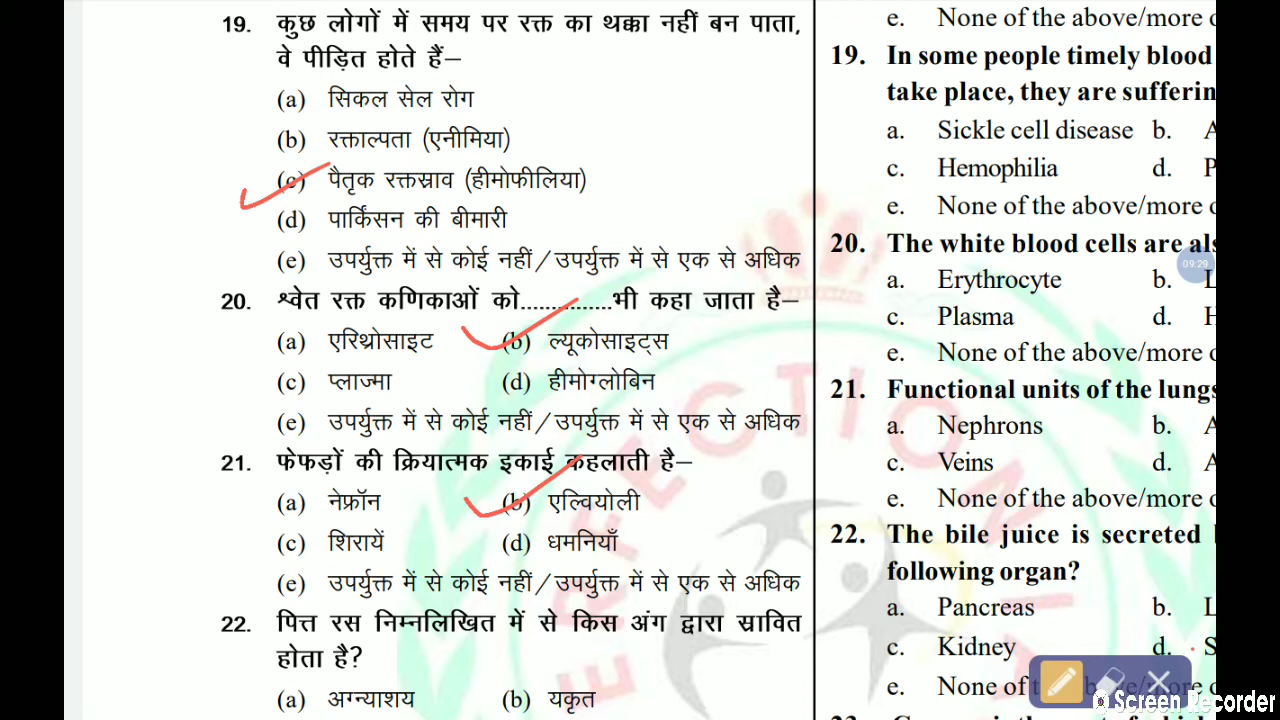 19. कुछ लोगों में समय पर रक्त का थक्का नहीं बन पाता,
वे पीड़ित होते हैं–
(a) सिकल सेल रोग
(b) रक्ताल्पता (एनीमिया)
(c) पैतृक रक्तस्राव (हीमोफीलिया)
(d) पार्किंसन की बीमारी
(e) उपर्युक्त में से कोई नहीं/उपर्युक्त में से एक से अधिक
20. श्वेत रक्त कणिकाओं को...............भी कहा जाता है–
(a) एरिथ्रोसाइट (b) ल्यूकोसाइट्स
(c) प्लाज्मा (d) हीमोग्लोबिन
(e) उपर्युक्त में से कोई नहीं/उपर्युक्त में से एक से अधिक
21. फेफड़ों की क्रियात्मक इकाई कहलाती है–
(a) नेफ्रॉन (b) एल्वियोली
(c) शिरायें (d) धमनियाँ
(e) उपर्युक्त में से कोई नहीं/उपर्युक्त में से एक से अधिक
22. पित्त रस निम्नलिखित में से किस अंग द्वारा स्रावित
होता है?
(a) अग्न्याशय (b) यकृत
e. None of the above/more
19. In some people timely blood
take place, they are sufferin
a. Sickle cell disease b.
c. Hemophilia d. P
e. None of the above/more
20. The white blood cells are als
a. Erythrocyte b. L
c. Plasma d. H
e. None of the above/more
21. Functional units of the lungs
a. Nephrons b. A
c. Veins d. A
e. None of the above/more
22. The bile juice is secreted
following organ?
a. Pancreas b. L
c. Kidney d. S
e. None of
09:29
ERFECTION
Screen Recorder